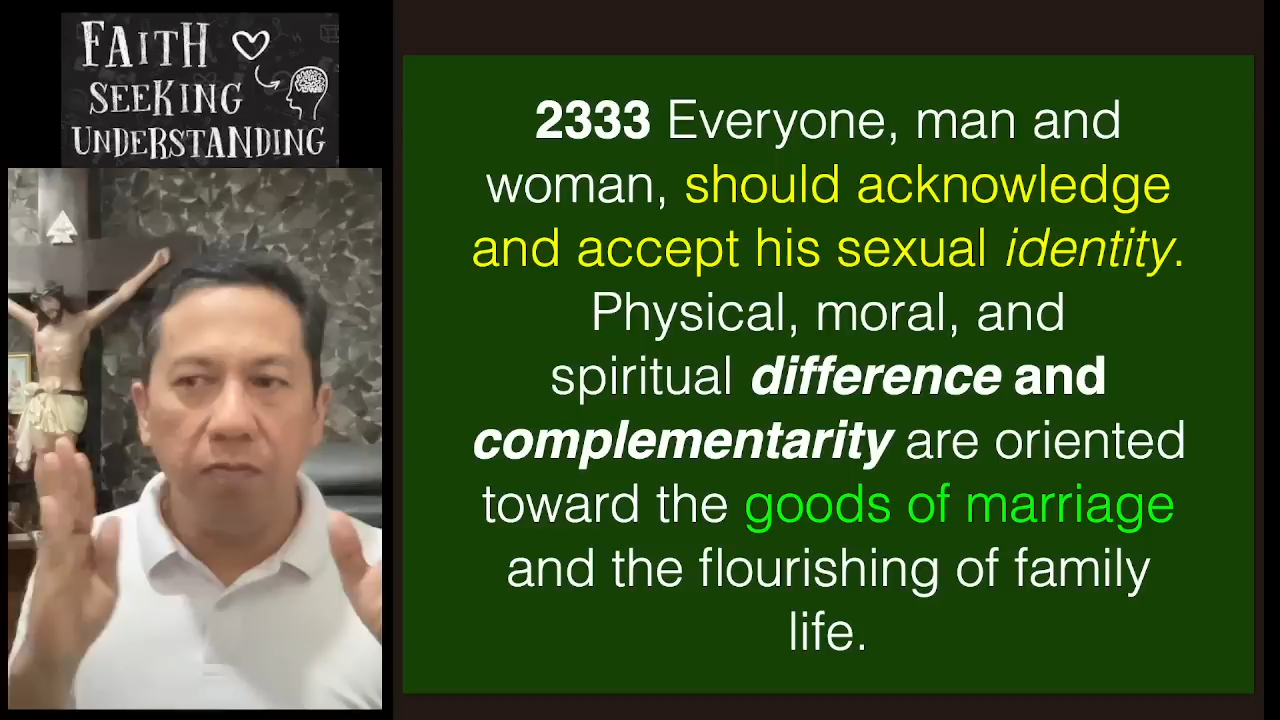 FAITH
SEEKING
UNDERSTANDING
2333 Everyone, man and
woman, should acknowledge
and accept his sexual identity.
Physical, moral, and
spiritual difference and
complementarity are oriented
toward the goods of marriage
and the flourishing of family
life.